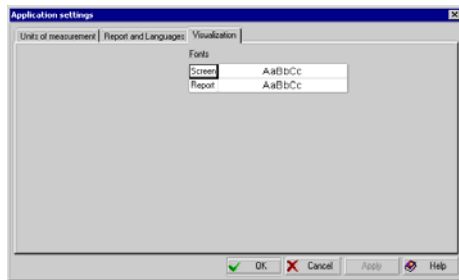 Application settings
Units of measurement Report and Languages Visualization
Fonts
Screen AaBbCc
Report AaBbCc
OK Cancel Apply Help